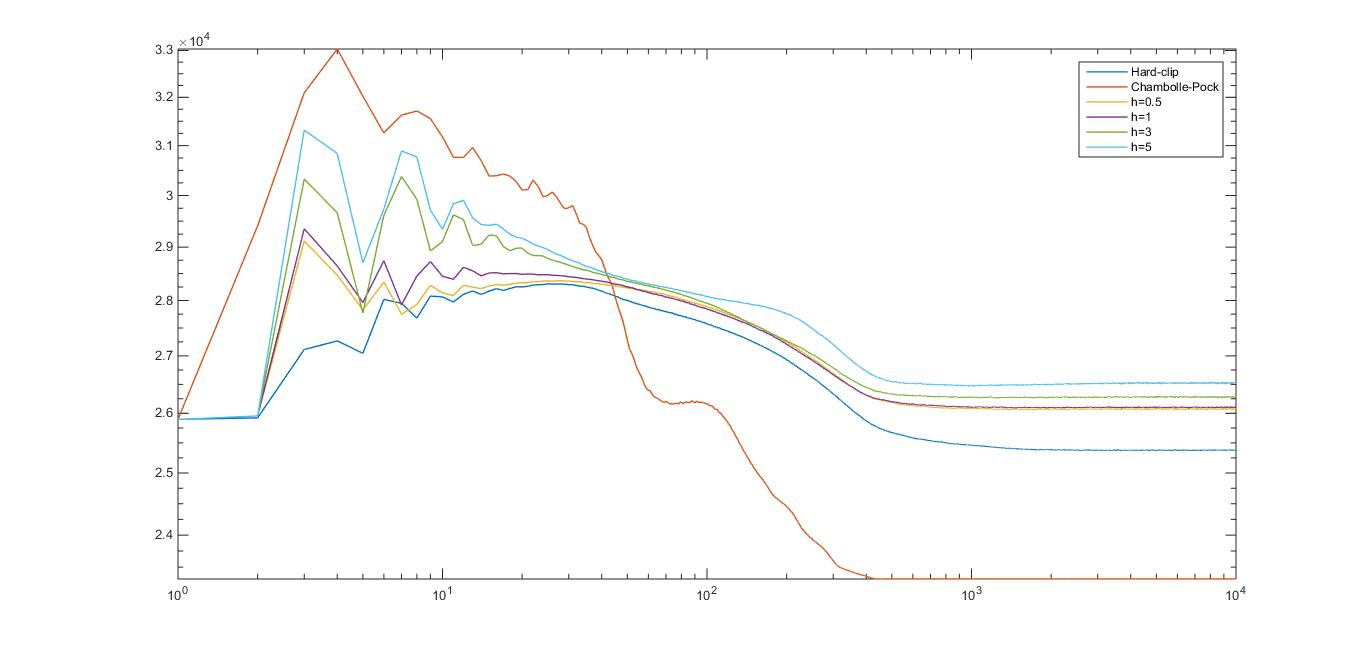 ×10⁴
3.3
3.2
3.1
3
2.9
2.8
2.7
2.6
2.5
2.4
10⁰ 10¹ 10² 10³ 10⁴
Hard-clip
Chambolle-Pock
h=0.5
h=1
h=3
h=5